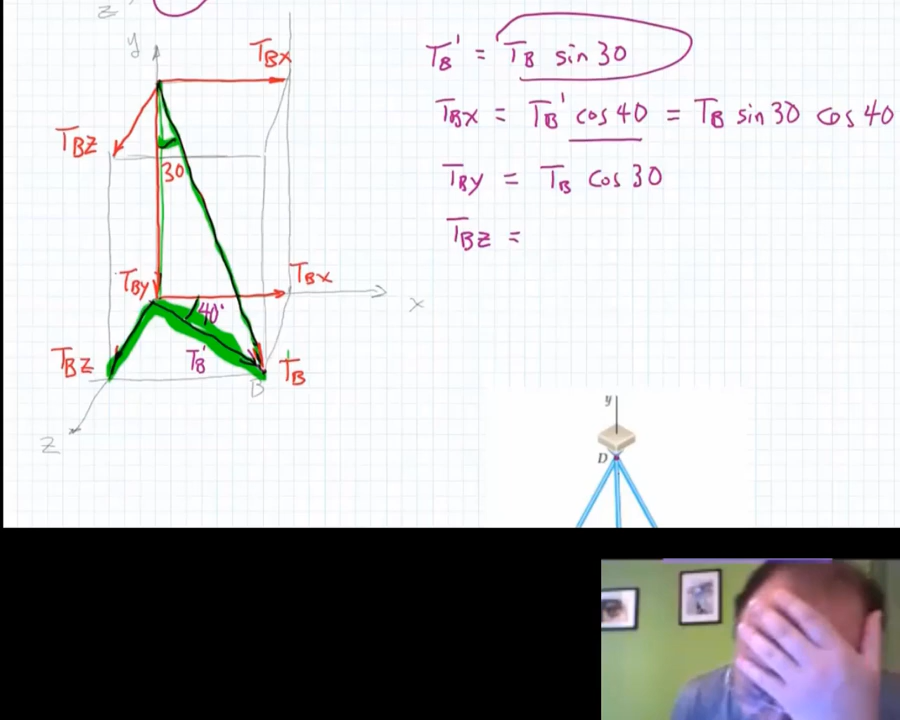 z
y
T_BX
T_BZ
30
T_BY
T_BX
x
40°
T_BZ
T_B'
T_B
B
Z
T_B' = T_B sin 30
T_BX = T_B' cos 40 = T_B sin 30 cos 40
T_BY = T_B cos 30
T_BZ =
y
D